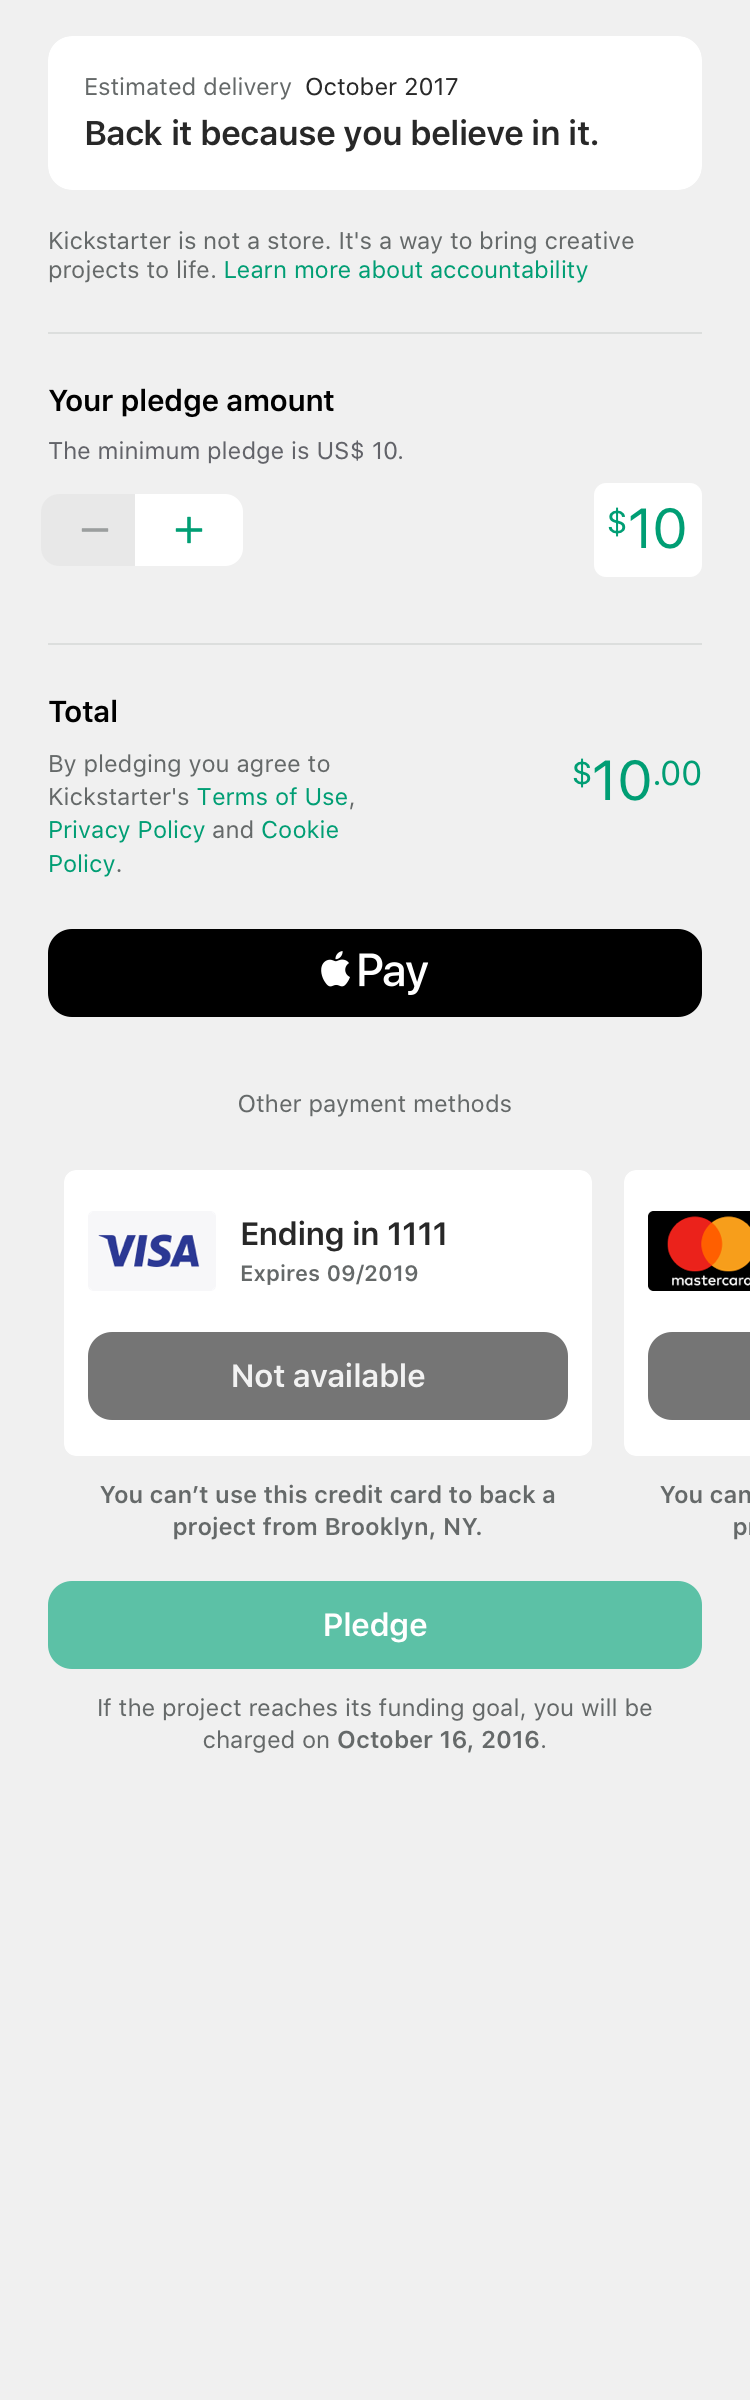 Estimated delivery October 2017
Back it because you believe in it.
Kickstarter is not a store. It's a way to bring creative
projects to life. Learn more about accountability
Your pledge amount
The minimum pledge is US$ 10.
− +
$10
Total
By pledging you agree to
Kickstarter's Terms of Use,
Privacy Policy and Cookie
Policy.
$10.00
Pay
Other payment methods
VISA
Ending in 1111
Expires 09/2019
Not available
You can’t use this credit card to back a
project from Brooklyn, NY.
mastercard
You can
Pledge
If the project reaches its funding goal, you will be
charged on October 16, 2016.